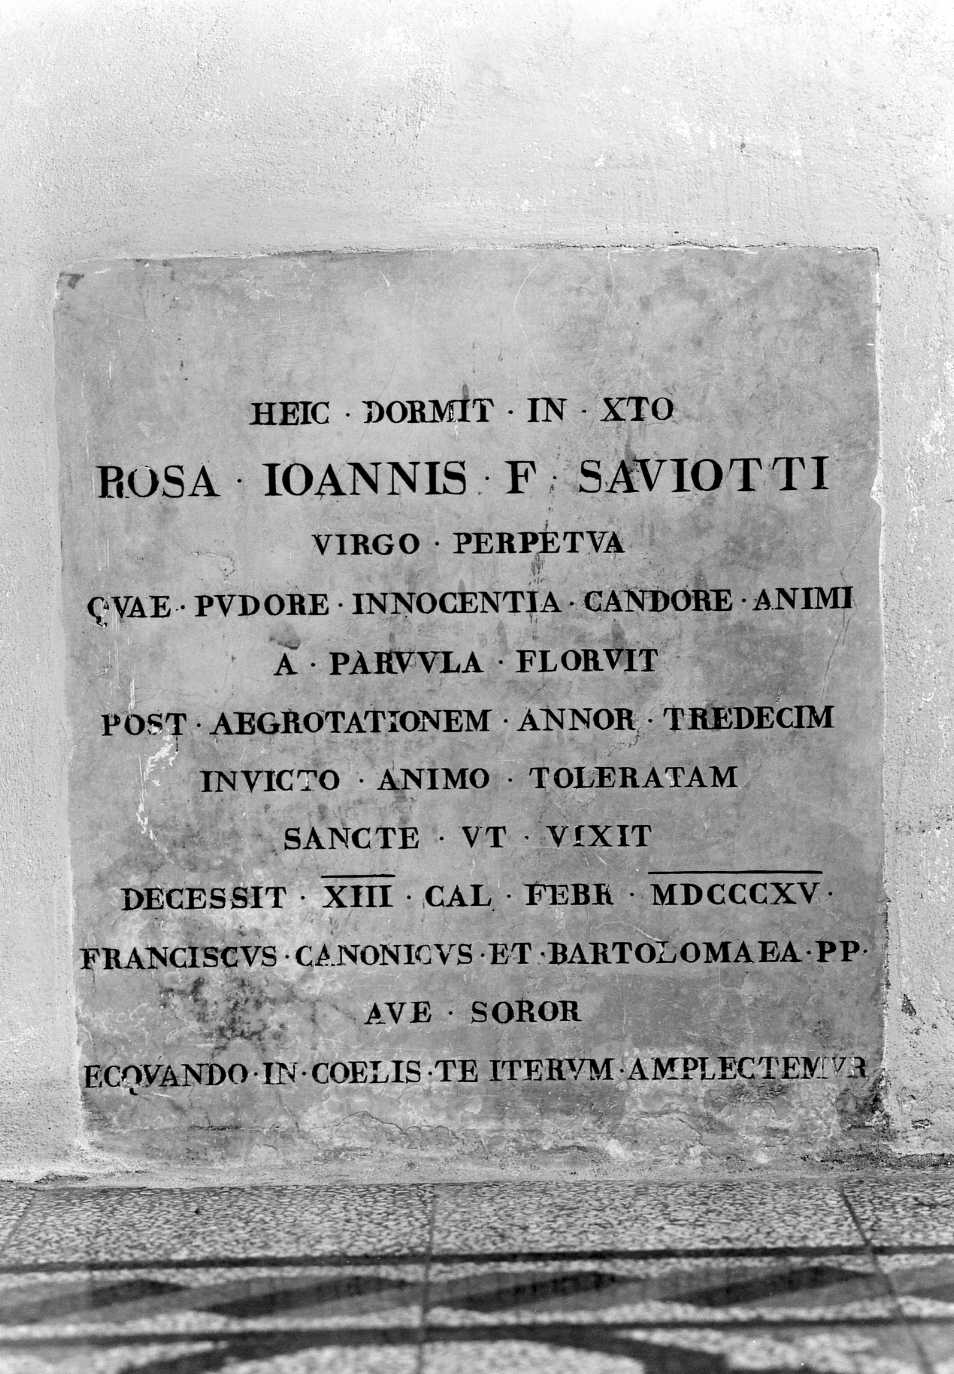 HEIC · DORMIT · IN · XTO
ROSA · IOANNIS · F · SAVIOTTI
VIRGO · PERPETVA
QVAE · PVDORE · INNOCENTIA · CANDORE · ANIMI
A · PARVVLA · FLORVIT
POST · AEGROTATIONEM · ANNOR · TREDECIM
INVICTO · ANIMO · TOLERATAM
SANCTE · VT · VIXIT
DECESSIT · XIII · CAL · FEBR · MDCCCXV ·
FRANCISCVS · CANONICVS · ET · BARTOLOMAEA · PP ·
AVE · SOROR
ECQVANDO · IN · COELIS · TE ITERVM · AMPLECTEMVR